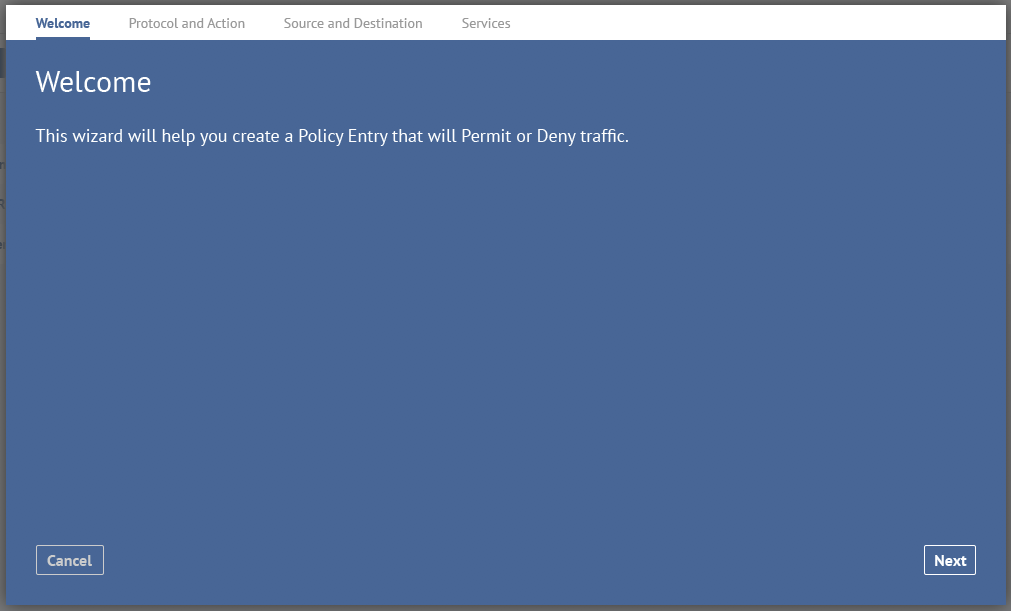 Welcome Protocol and Action Source and Destination Services
Welcome
This wizard will help you create a Policy Entry that will Permit or Deny traffic.
Cancel Next